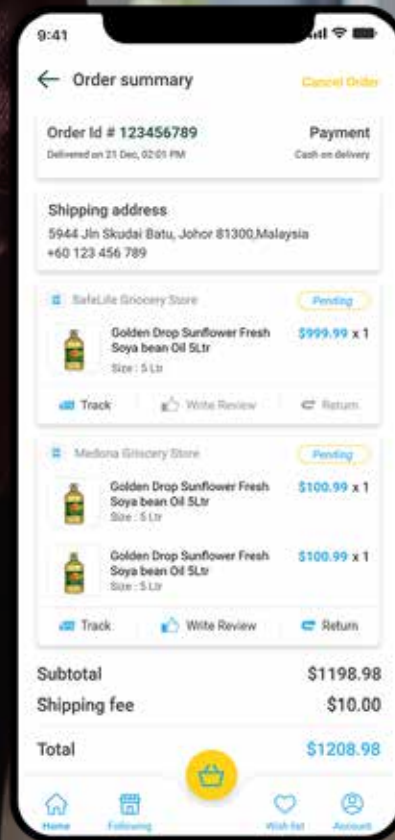 9:41
Order summary
Cancel Order
Order Id # 123456789
Payment
Delivered on 21 Dec, 02:01 PM
Cash on delivery
Shipping address
5944 Jln Skudai Batu, Johor 81300,Malaysia
+60 123 456 789
SafeLife Grocery Store
Pending
Golden Drop Sunflower Fresh
Soya bean Oil 5Ltr
$999.99 x 1
Size : 5 Ltr
Track
Write Review
Return
Medona Grocery Store
Pending
Golden Drop Sunflower Fresh
Soya bean Oil 5Ltr
$100.99 x 1
Size : 5 Ltr
Golden Drop Sunflower Fresh
Soya bean Oil 5Ltr
$100.99 x 1
Size : 5 Ltr
Track
Write Review
Return
Subtotal
$1198.98
Shipping fee
$10.00
Total
$1208.98
Home
Following
Wish list
Account